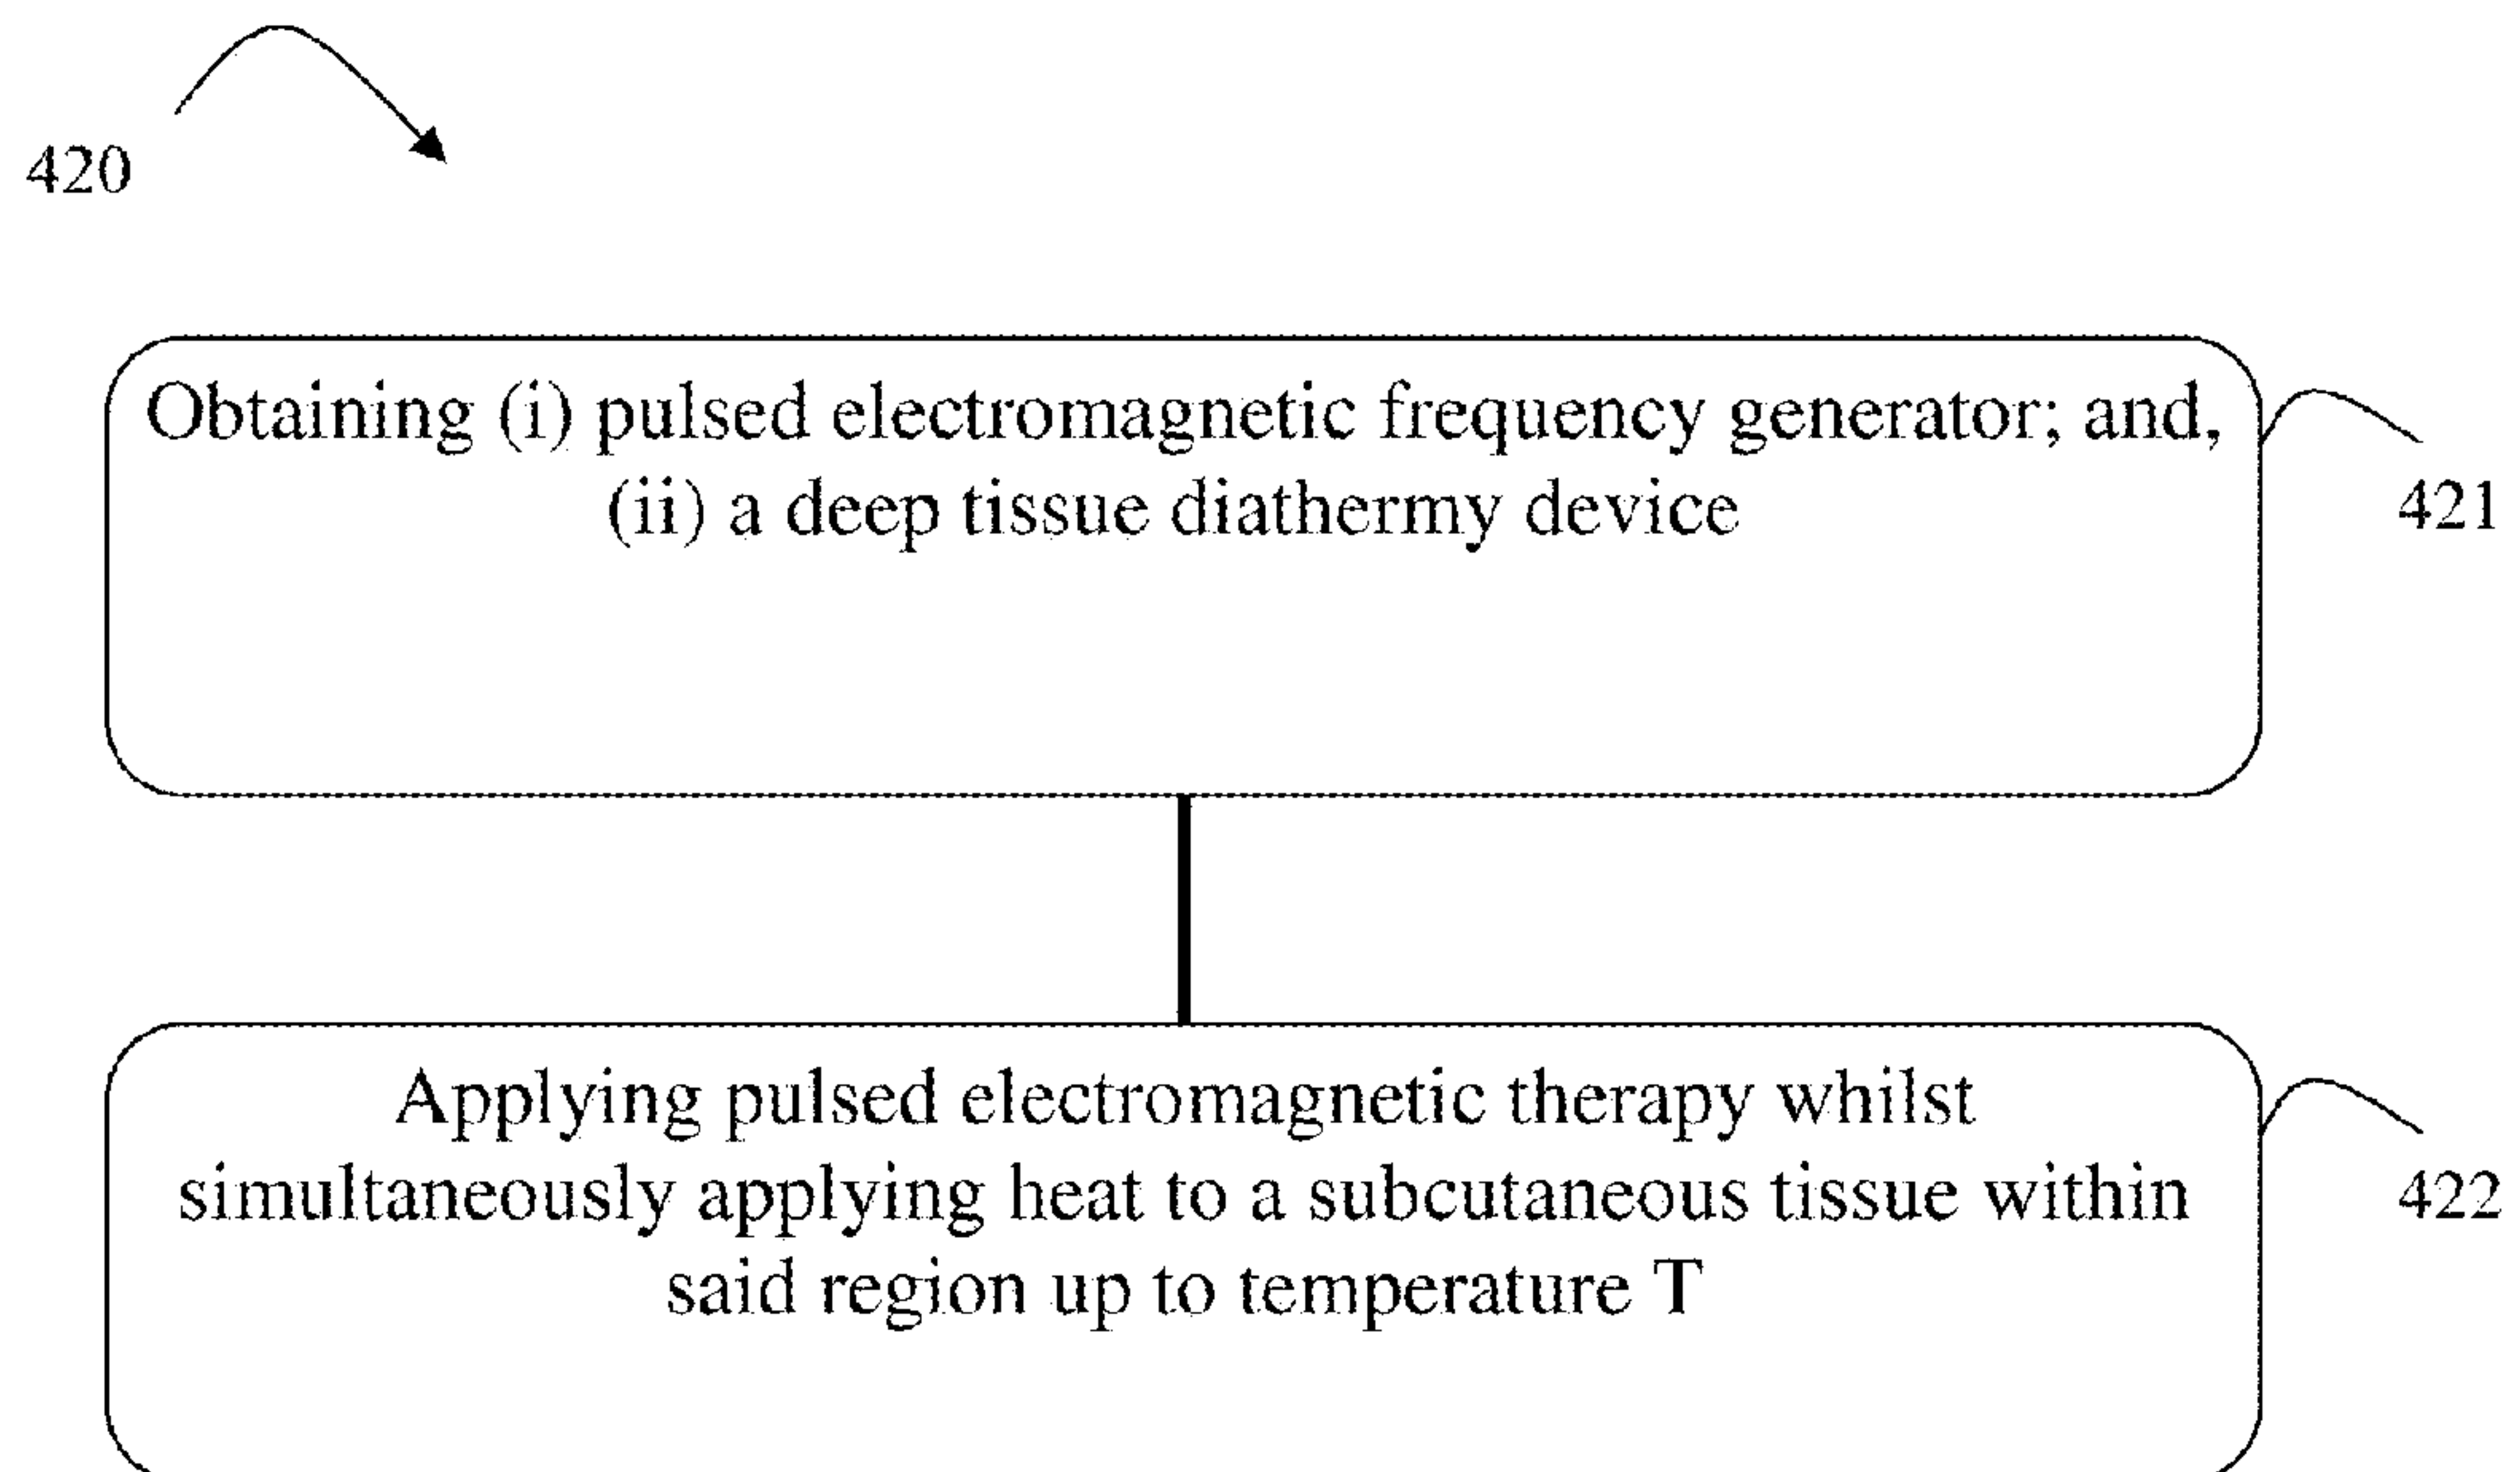 420
Obtaining (i) pulsed electromagnetic frequency generator; and,
(ii) a deep tissue diathermy device
421
Applying pulsed electromagnetic therapy whilst
simultaneously applying heat to a subcutaneous tissue within
said region up to temperature T
422